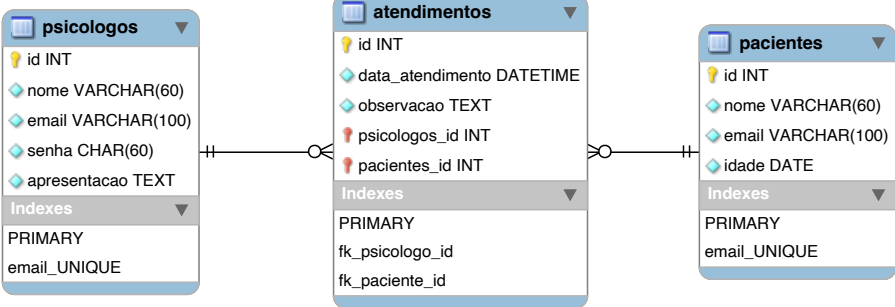 psicologos
id INT
nome VARCHAR(60)
email VARCHAR(100)
senha CHAR(60)
apresentacao TEXT
Indexes
PRIMARY
email_UNIQUE
atendimentos
id INT
data_atendimento DATETIME
observacao TEXT
psicologos_id INT
pacientes_id INT
Indexes
PRIMARY
fk_psicologo_id
fk_paciente_id
pacientes
id INT
nome VARCHAR(60)
email VARCHAR(100)
idade DATE
Indexes
PRIMARY
email_UNIQUE